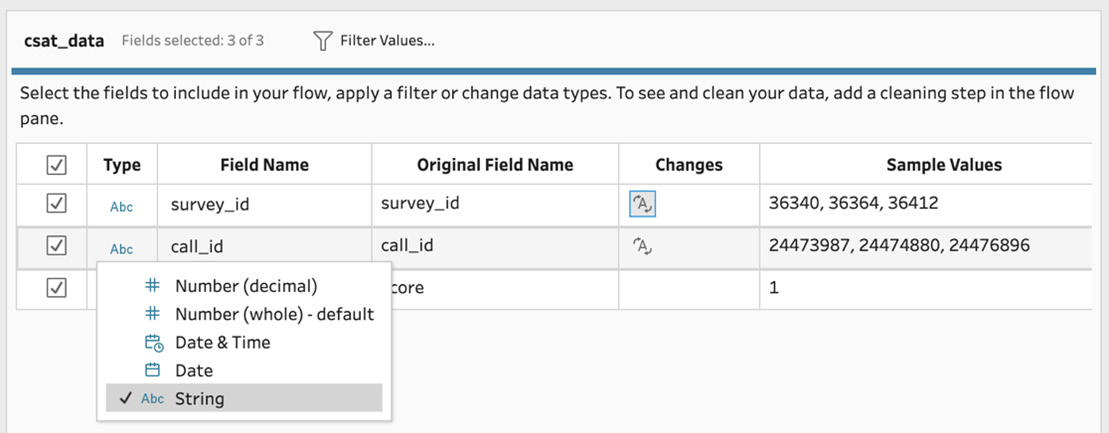 csat_data Fields selected: 3 of 3 Filter Values...
Select the fields to include in your flow, apply a filter or change data types. To see and clean your data, add a cleaning step in the flow
pane.
Type Field Name Original Field Name Changes Sample Values
Abc survey_id survey_id A 36340, 36364, 36412
Abc call_id call_id A 24473987, 24474880, 24476896
core 1
# Number (decimal)
# Number (whole) - default
Date & Time
Date
✓ Abc String